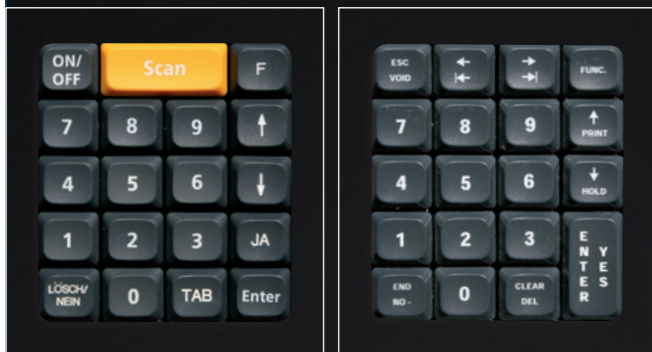 ON/
OFF
Scan
F
7
8
9
4
5
6
1
2
3
JA
LÖSCH/
NEIN
0
TAB
Enter
ESC
VOID
FUNC.
7
8
9
PRINT
4
5
6
HOLD
1
2
3
ENTER
YES
END
NO -
0
CLEAR
DEL